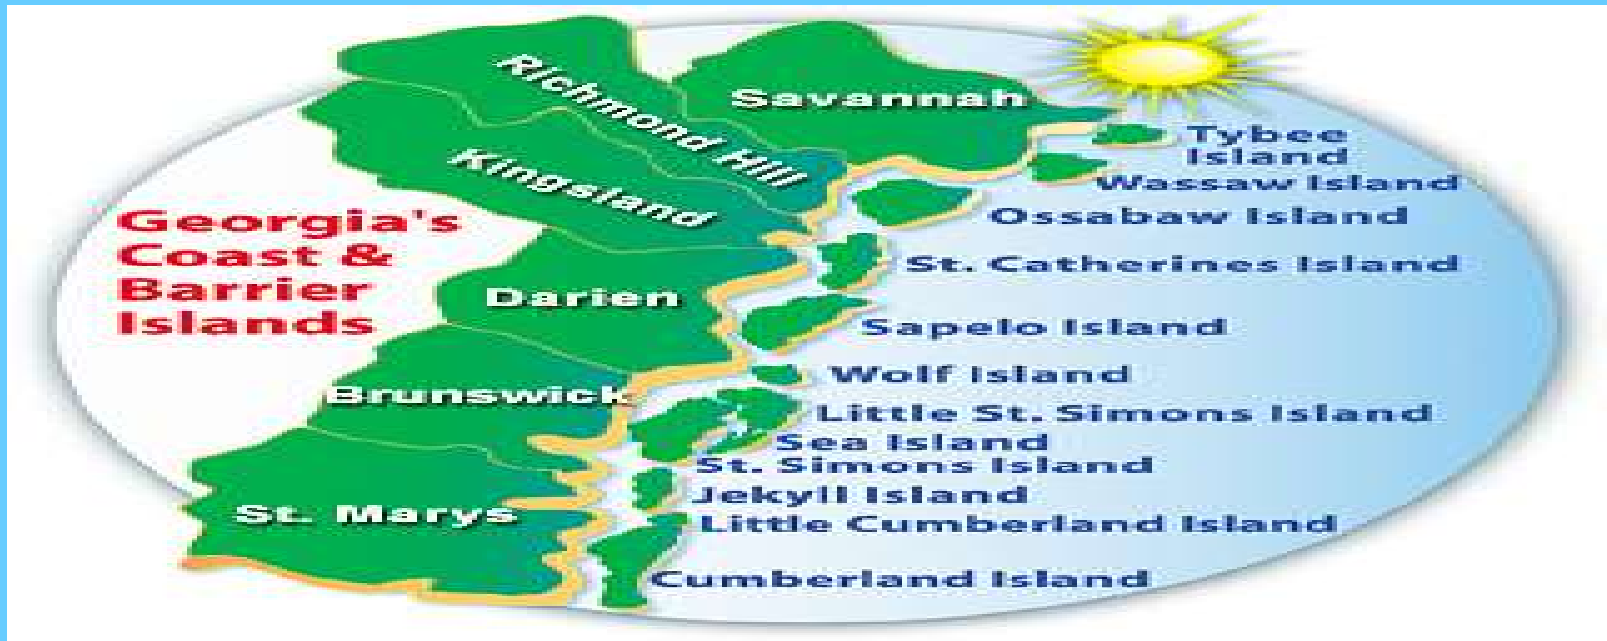 Richmond Hill
Savannah
Kingsland
Georgia's
Coast &
Barrier
Islands
Darien
Brunswick
St. Marys
Tybee
Island
Wassaw Island
Ossabaw Island
St. Catherines Island
Sapelo Island
Wolf Island
Little St. Simons Island
Sea Island
St. Simons Island
Jekyll Island
Little Cumberland Island
Cumberland Island